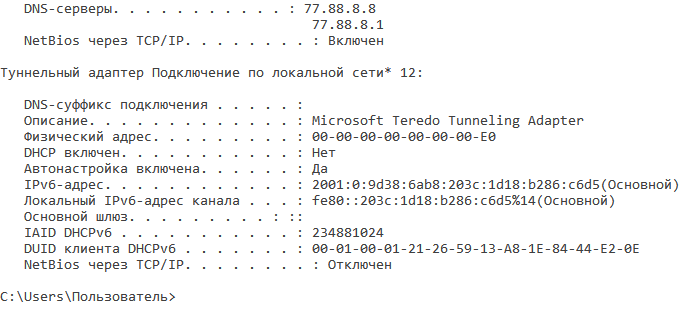 DNS-серверы. . . . . . . . . . . : 77.88.8.8
77.88.8.1
NetBios через TCP/IP. . . . . . . . : Включен
Туннельный адаптер Подключение по локальной сети* 12:
DNS-суффикс подключения . . . . . :
Описание. . . . . . . . . . . . . : Microsoft Teredo Tunneling Adapter
Физический адрес. . . . . . . . . : 00-00-00-00-00-00-00-E0
DHCP включен. . . . . . . . . . . : Нет
Автонастройка включена. . . . . . : Да
IPv6-адрес. . . . . . . . . . . . : 2001:0:9d38:6ab8:203c:1d18:b286:c6d5(Основной)
Локальный IPv6-адрес канала . . . : fe80::203c:1d18:b286:c6d5%14(Основной)
Основной шлюз. . . . . . . . . : ::
IAID DHCPv6 . . . . . . . . . . . : 234881024
DUID клиента DHCPv6 . . . . . . . : 00-01-00-01-21-26-59-13-A8-1E-84-44-E2-0E
NetBios через TCP/IP. . . . . . . . : Отключен
C:\Users\Пользователь>